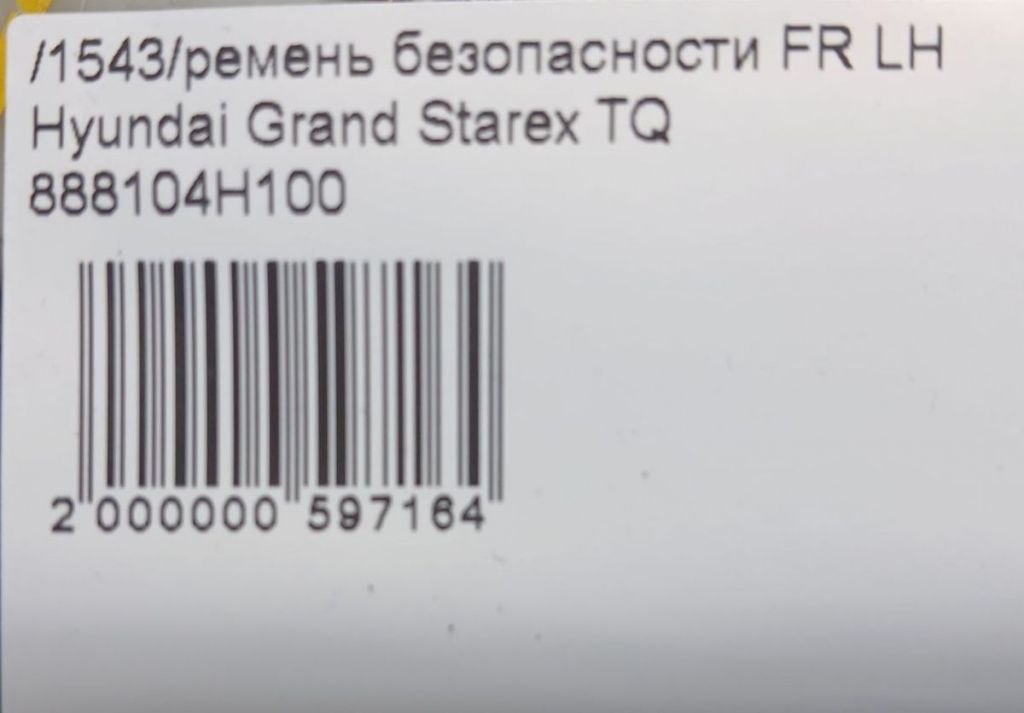 /1543/ремень безопасности FR LH
Hyundai Grand Starex TQ
888104H100
2 000000 597164